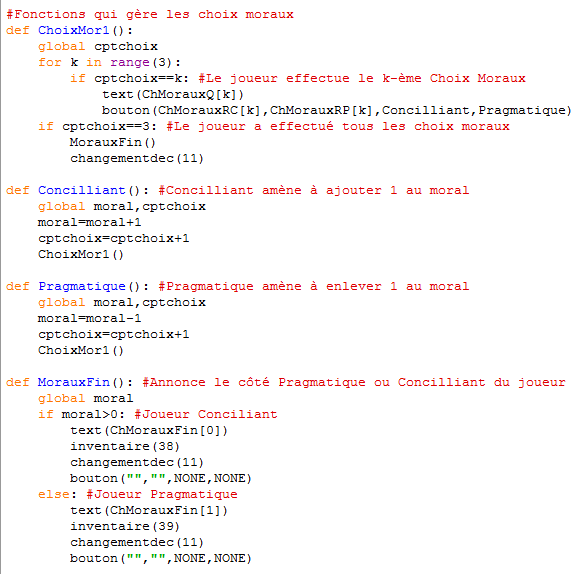 #Fonctions qui gère les choix moraux
def ChoixMor1():
    global cptchoix
    for k in range(3):
        if cptchoix==k: #Le joueur effectue le k-ème Choix Moraux
            text(ChMorauxQ[k])
            bouton(ChMorauxRC[k],ChMorauxRP[k],Concilliant,Pragmatique)
    if cptchoix==3: #Le joueur a effectué tous les choix moraux
        MorauxFin()
        changementdec(11)

def Concilliant(): #Concilliant amène à ajouter 1 au moral
    global moral,cptchoix
    moral=moral+1
    cptchoix=cptchoix+1
    ChoixMor1()

def Pragmatique(): #Pragmatique amène à enlever 1 au moral
    global moral,cptchoix
    moral=moral-1
    cptchoix=cptchoix+1
    ChoixMor1()

def MorauxFin(): #Annonce le côté Pragmatique ou Concilliant du joueur
    global moral
    if moral>0: #Joueur Conciliant
        text(ChMorauxFin[0])
        inventaire(38)
        changementdec(11)
        bouton("","",NONE,NONE)
    else: #Joueur Pragmatique
        text(ChMorauxFin[1])
        inventaire(39)
        changementdec(11)
        bouton("","",NONE,NONE)